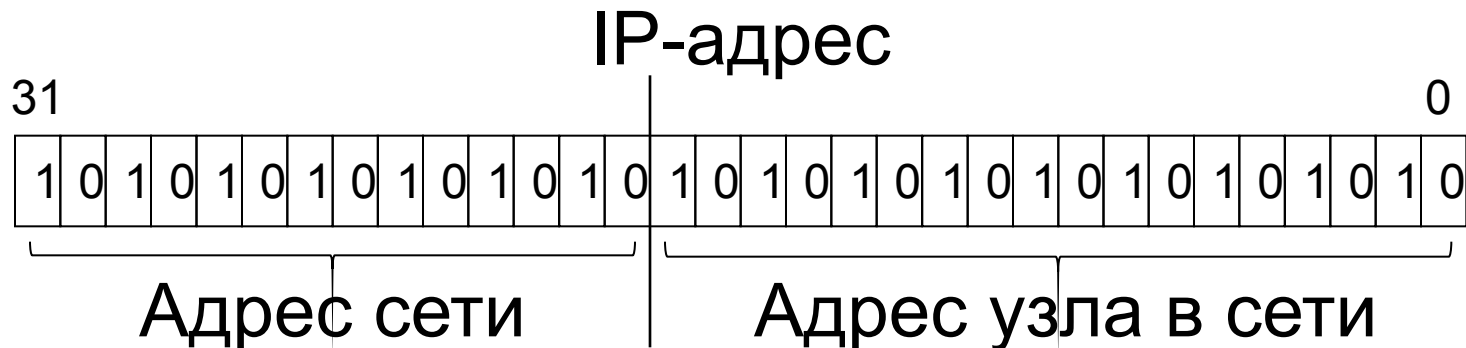 IP-адрес
31 0
1 0 1 0 1 0 1 0 1 0 1 0 1 0 1 0 1 0 1 0 1 0 1 0 1 0 1 0 1 0 1 0
Адрес сети Адрес узла в сети